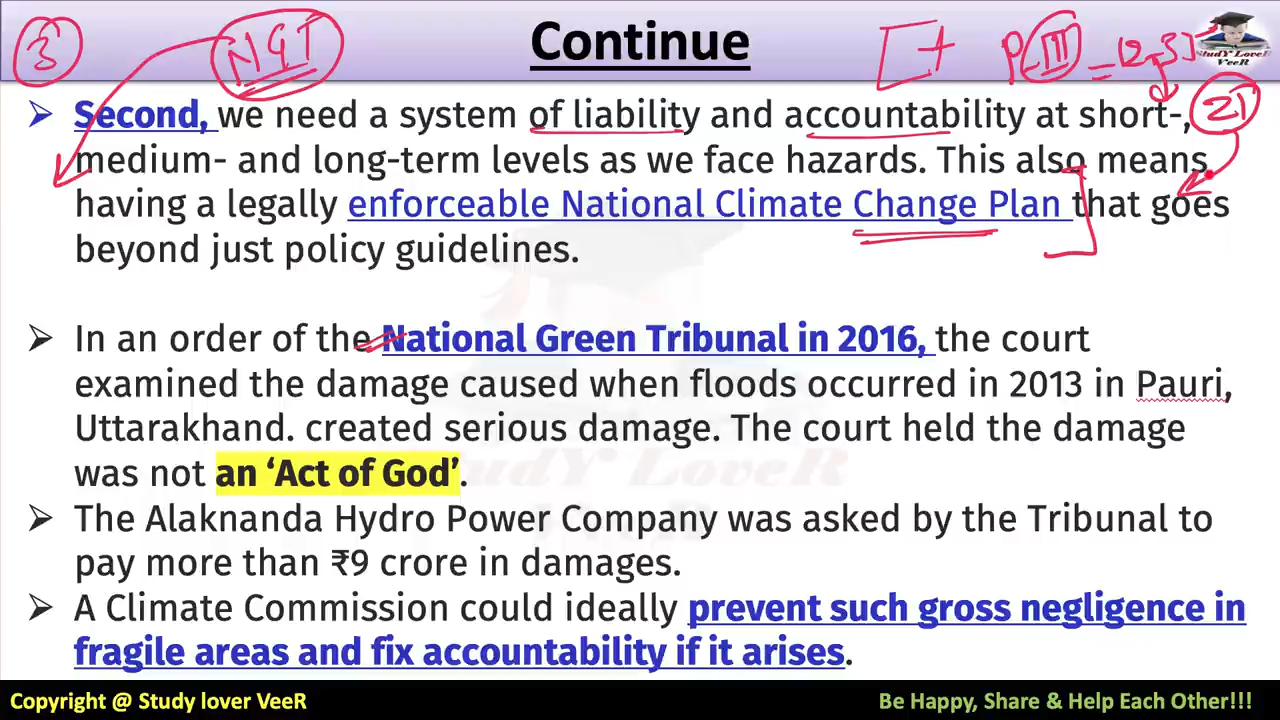 Continue
NGT
StudY LoveR
VeeR
Second, we need a system of liability and accountability at short-,
21
medium- and long-term levels as we face hazards. This also means
having a legally enforceable National Climate Change Plan that goes
beyond just policy guidelines.
In an order of the National Green Tribunal in 2016, the court
examined the damage caused when floods occurred in 2013 in Pauri,
Uttarakhand. created serious damage. The court held the damage
was not an ‘Act of God’.
StudY LoveR
VeeR
The Alaknanda Hydro Power Company was asked by the Tribunal to
pay more than ₹9 crore in damages.
A Climate Commission could ideally prevent such gross negligence in
fragile areas and fix accountability if it arises.
Copyright @ Study lover VeeR
Be Happy, Share & Help Each Other!!!